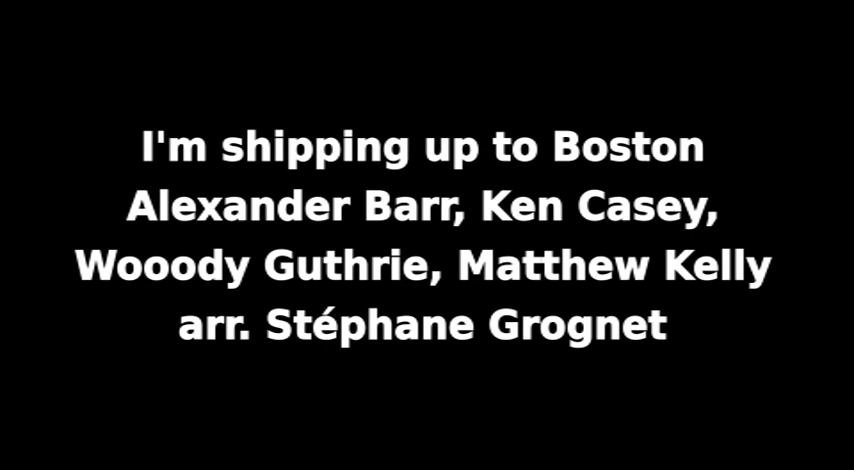 I'm shipping up to Boston
Alexander Barr, Ken Casey,
Wooody Guthrie, Matthew Kelly
arr. Stéphane Grognet